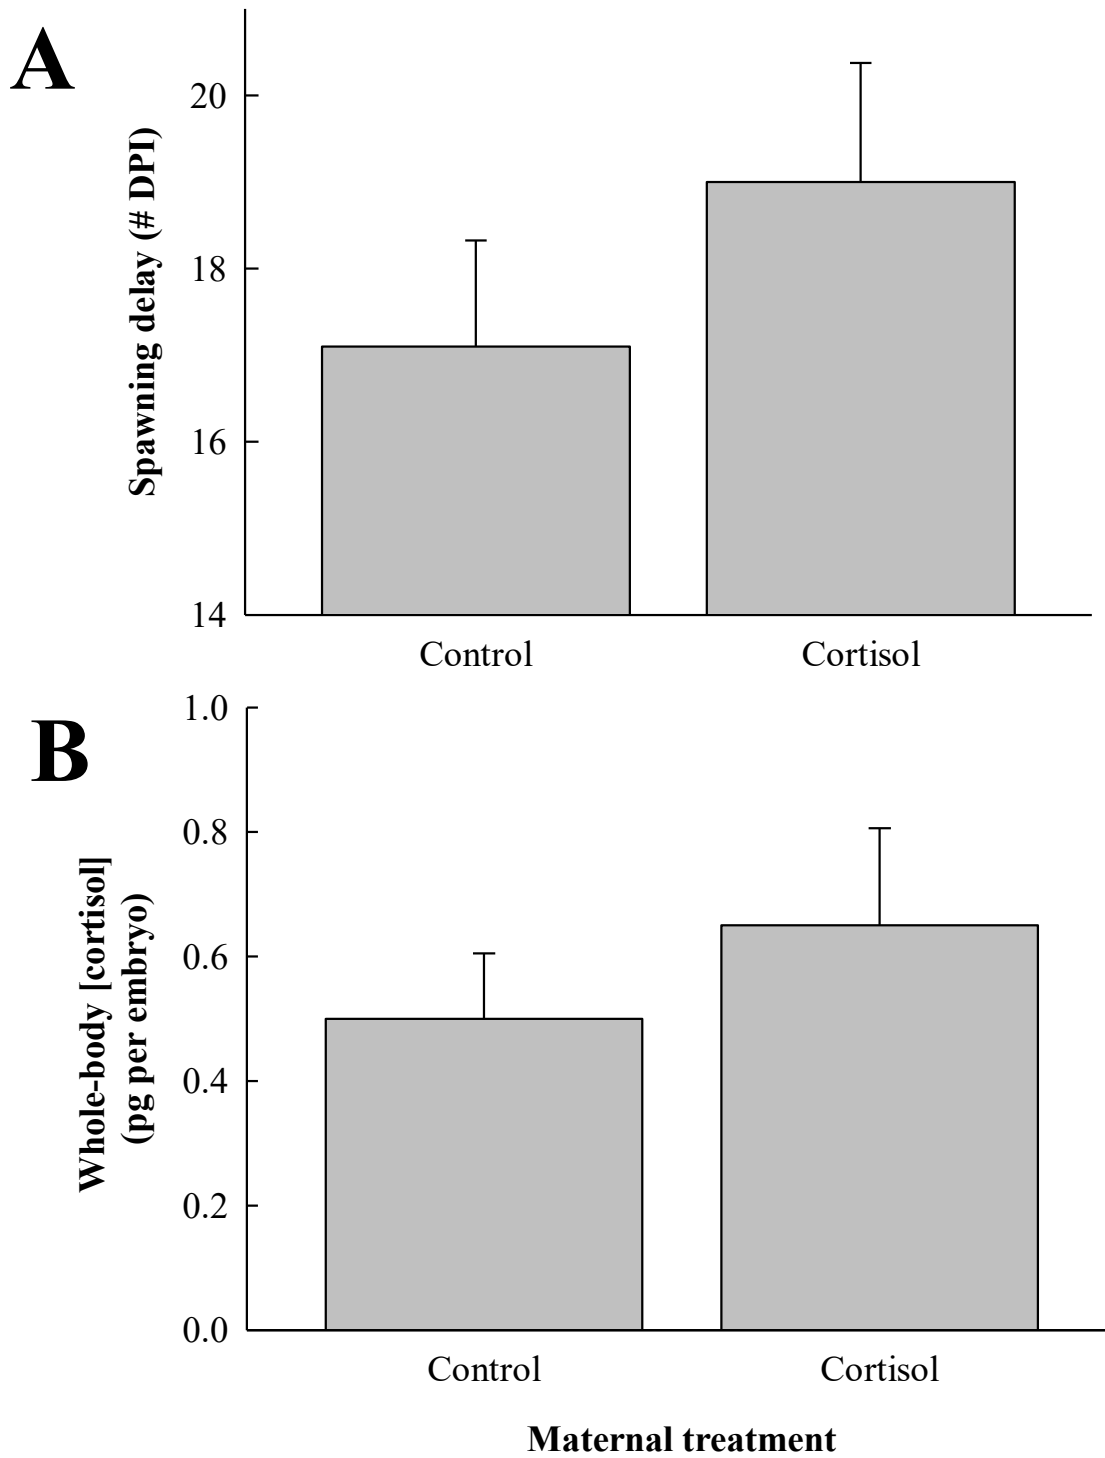 A
Spawning delay (# DPI)
20
18
16
14
Control Cortisol
B
Whole-body [cortisol]
(pg per embryo)
1.0
0.8
0.6
0.4
0.2
0.0
Control Cortisol
Maternal treatment